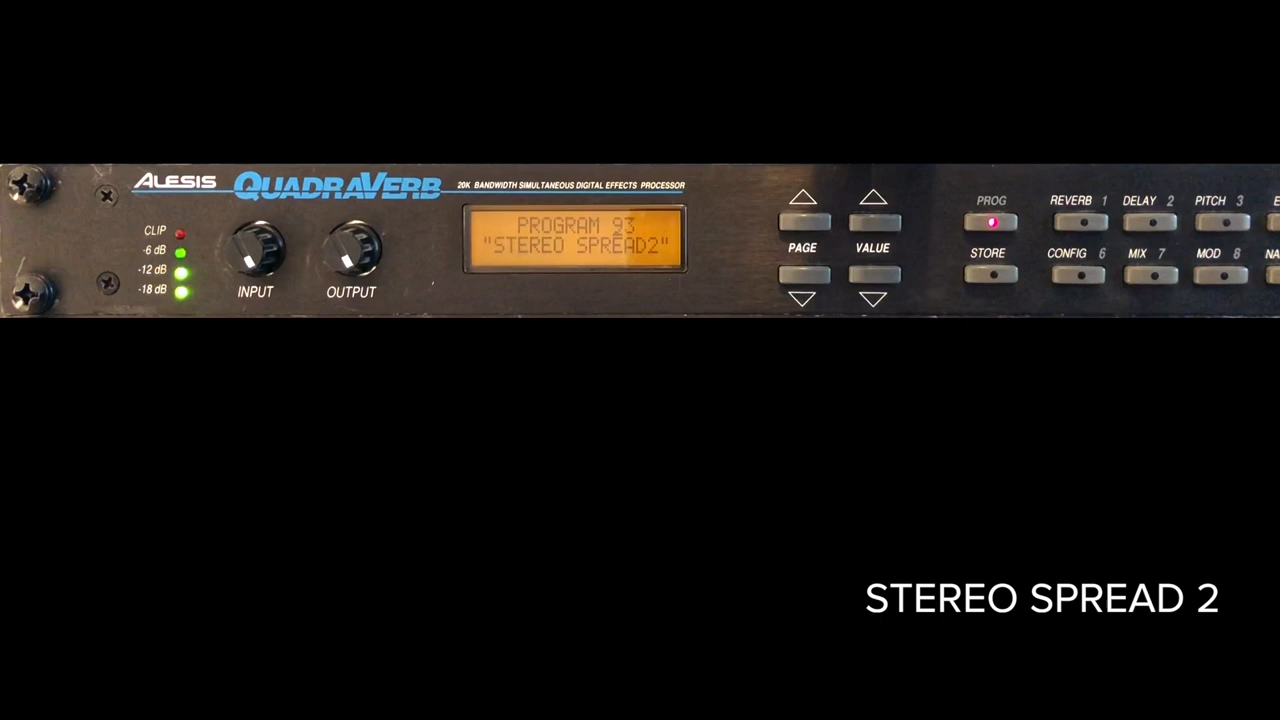 ALESIS QUADRAVERB 20K BANDWIDTH SIMULTANEOUS DIGITAL EFFECTS PROCESSOR
CLIP
-6 dB
-12 dB
-18 dB
INPUT
OUTPUT
PROGRAM 93
"STEREO SPREAD2"
PAGE
VALUE
PROG
REVERB 1
DELAY 2
PITCH 3
STORE
CONFIG 6
MIX 7
MOD 8
STEREO SPREAD 2